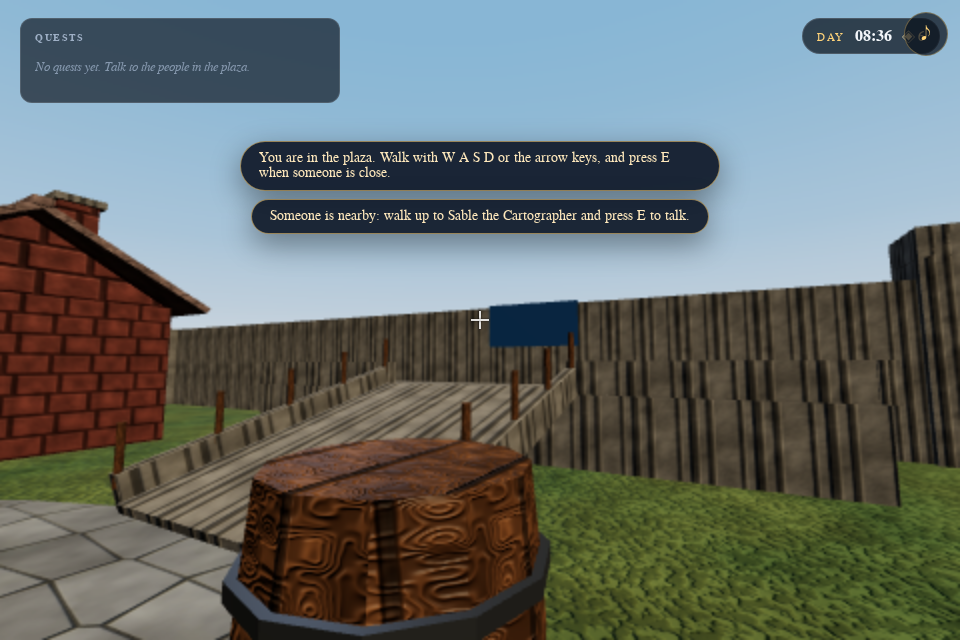 QUESTS
No quests yet. Talk to the people in the plaza.
DAY 08:36
You are in the plaza. Walk with W A S D or the arrow keys, and press E
when someone is close.
Someone is nearby: walk up to Sable the Cartographer and press E to talk.